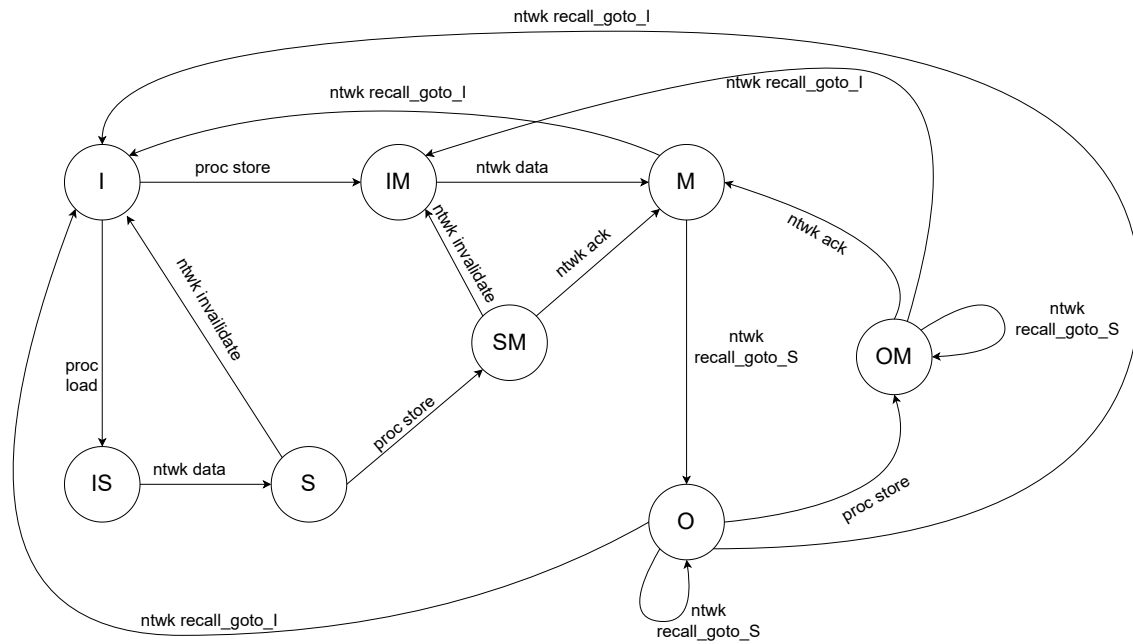 ntwk recall_goto_I
ntwk recall_goto_I
ntwk recall_goto_I
I
proc store
IM
ntwk data
M
ntwk invalidate
ntwk ack
ntwk ack
ntwk invailidate
SM
ntwk
recall_goto_S
OM
ntwk
recall_goto_S
proc
load
proc store
IS
ntwk data
S
O
proc store
ntwk recall_goto_I
ntwk
recall_goto_S